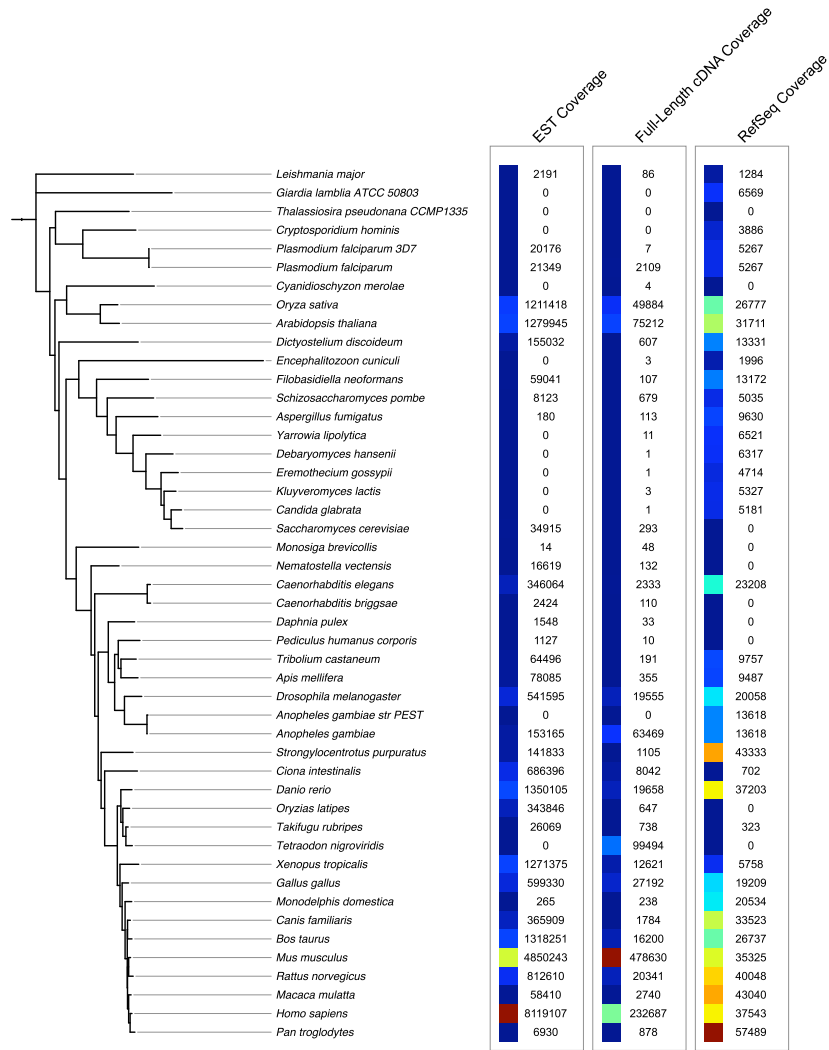 EST Coverage
Full-Length cDNA Coverage
RefSeq Coverage
Leishmania major 2191 86 1284
Giardia lamblia ATCC 50803 0 0 6569
Thalassiosira pseudonana CCMP1335 0 0 0
Cryptosporidium hominis 0 0 3886
Plasmodium falciparum 3D7 20176 7 5267
Plasmodium falciparum 21349 2109 5267
Cyanidioschyzon merolae 0 4 0
Oryza sativa 1211418 49884 26777
Arabidopsis thaliana 1279945 75212 31711
Dictyostelium discoideum 155032 607 13331
Encephalitozoon cuniculi 0 3 1996
Filobasidiella neoformans 59041 107 13172
Schizosaccharomyces pombe 8123 679 5035
Aspergillus fumigatus 180 113 9630
Yarrowia lipolytica 0 11 6521
Debaryomyces hansenii 0 1 6317
Eremothecium gossypii 0 1 4714
Kluyveromyces lactis 0 3 5327
Candida glabrata 0 1 5181
Saccharomyces cerevisiae 34915 293 0
Monosiga brevicollis 14 48 0
Nematostella vectensis 16619 132 0
Caenorhabditis elegans 346064 2333 23208
Caenorhabditis briggsae 2424 110 0
Daphnia pulex 1548 33 0
Pediculus humanus corporis 1127 10 0
Tribolium castaneum 64496 191 9757
Apis mellifera 78085 355 9487
Drosophila melanogaster 541595 19555 20058
Anopheles gambiae str PEST 0 0 13618
Anopheles gambiae 153165 63469 13618
Strongylocentrotus purpuratus 141833 1105 43333
Ciona intestinalis 686396 8042 702
Danio rerio 1350105 19658 37203
Oryzias latipes 343846 647 0
Takifugu rubripes 26069 738 323
Tetraodon nigroviridis 0 99494 0
Xenopus tropicalis 1271375 12621 5758
Gallus gallus 599330 27192 19209
Monodelphis domestica 265 238 20534
Canis familiaris 365909 1784 33523
Bos taurus 1318251 16200 26737
Mus musculus 4850243 478630 35325
Rattus norvegicus 812610 20341 40048
Macaca mulatta 58410 2740 43040
Homo sapiens 8119107 232687 37543
Pan troglodytes 6930 878 57489